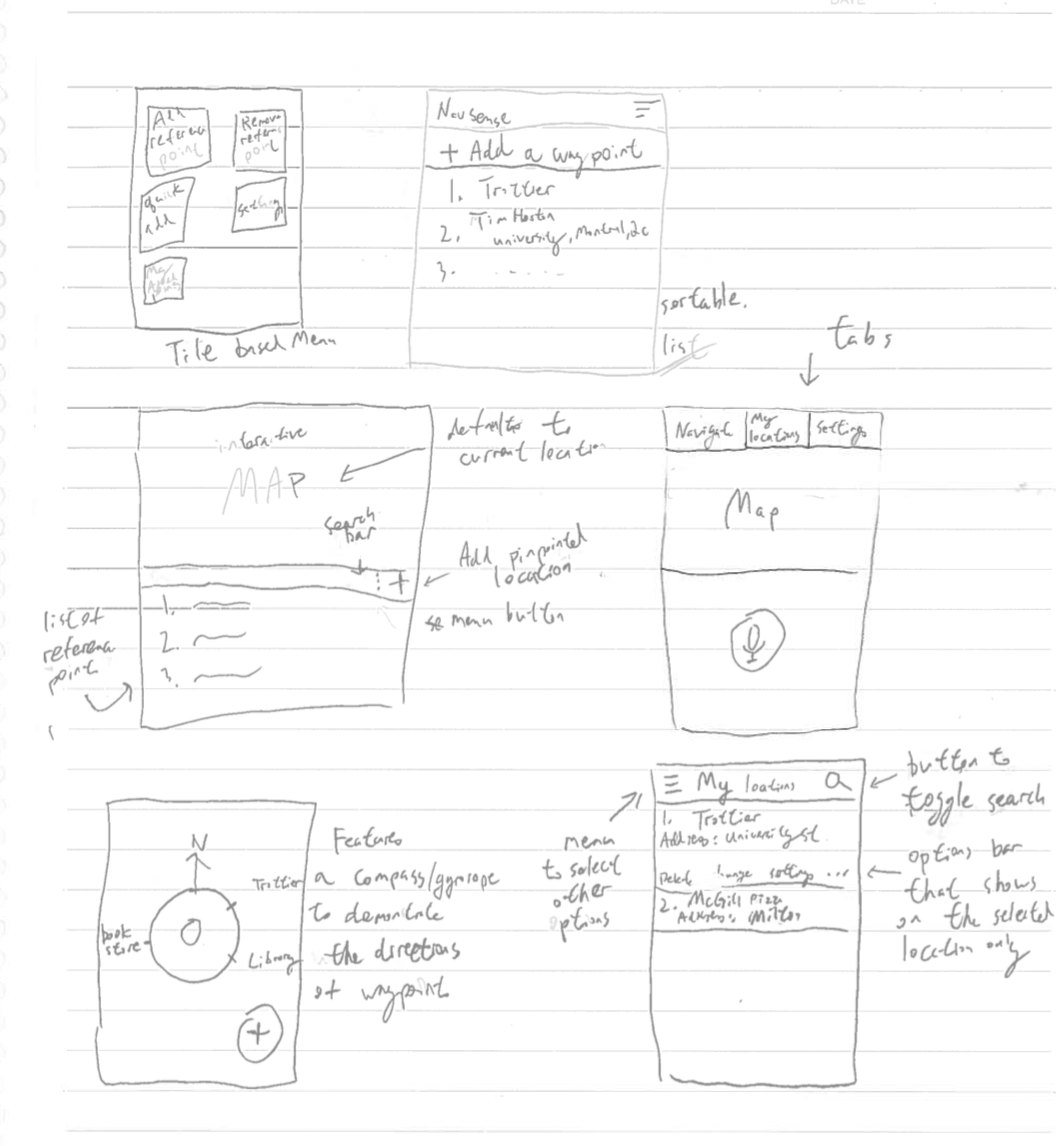 DATE
Add
reference
point
Remove
reference
point
quick
add
setting
My
points
Tile based Menu
Navsense
+ Add a way point
1. Trottier
2. Tim Horton
university, Montreal, Qc
3. . . . . .
sortable.
list
interactive
MAP
defaults to
current location
search
bar
+
Add pinpointed
location
menu button
1.
2.
3.
list of
reference
point
tabs
Navigate
My
locations
Settings
Map
N
Trottier
book
store
Library
+
Features
a compass/gyroscope
to demonstrate
the directions
of waypoint
My locations
1. Trottier
Address: University St.
Delete range settings ...
2. McGill Pizza
Address: Milton
menu
to select
other
options
button to
toggle search
options bar
that shows
on the selected
location only